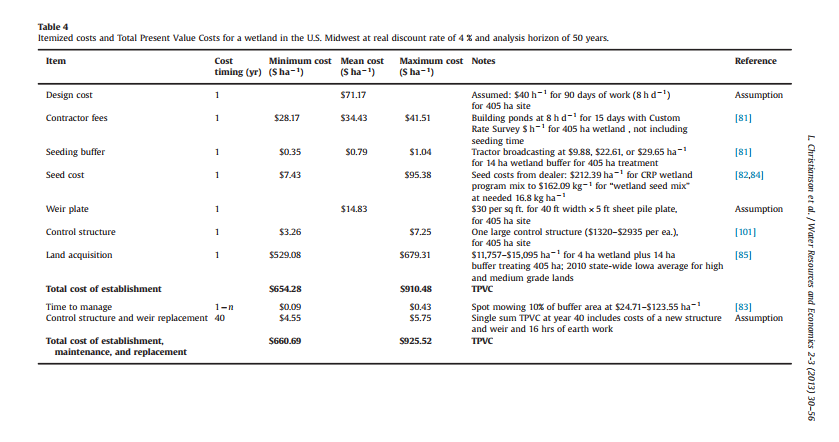 Table 4
Itemized costs and Total Present Value Costs for a wetland in the U.S. Midwest at real discount rate of 4 % and analysis horizon of 50 years.
Item Cost timing (yr) Minimum cost ($ ha−1) Mean cost ($ ha−1) Maximum cost ($ ha−1) Notes Reference
Design cost 1 $71.17 Assumed: $40 h−1 for 90 days of work (8 h d−1) Assumption
for 405 ha site
Contractor fees 1 $28.17 $34.43 $41.51 Building ponds at 8 h d−1 for 15 days with Custom [81]
Rate Survey $ h−1 for 405 ha wetland , not including
seeding time
Seeding buffer 1 $0.35 $0.79 $1.04 Tractor broadcasting at $9.88, $22.61, or $29.65 ha−1 [81]
for 14 ha wetland buffer for 405 ha treatment
Seed cost 1 $7.43 $95.38 Seed costs from dealer: $212.39 ha−1 for CRP wetland [82,84]
program mix to $162.09 kg−1 for "wetland seed mix"
at needed 16.8 kg ha−1
Weir plate 1 $14.83 $30 per sq ft. for 40 ft width × 5 ft sheet pile plate, Assumption
for 405 ha site
Control structure 1 $3.26 $7.25 One large control structure ($1320–$2935 per ea.), [101]
for 405 ha site
Land acquisition 1 $529.08 $679.31 $11,757–$15,095 ha−1 for 4 ha wetland plus 14 ha [85]
buffer treating 405 ha; 2010 state-wide Iowa average for high
and medium grade lands
Total cost of establishment $654.28 $910.48 TPVC
Time to manage 1−n $0.09 $0.43 Spot mowing 10% of buffer area at $24.71–$123.55 ha−1 [83]
Control structure and weir replacement 40 $4.55 $5.75 Single sum TPVC at year 40 includes costs of a new structure Assumption
and weir and 16 hrs of earth work
Total cost of establishment, $660.69 $925.52 TPVC
maintenance, and replacement
L. Christianson et al. / Water Resources and Economics 2-3 (2013) 30–56